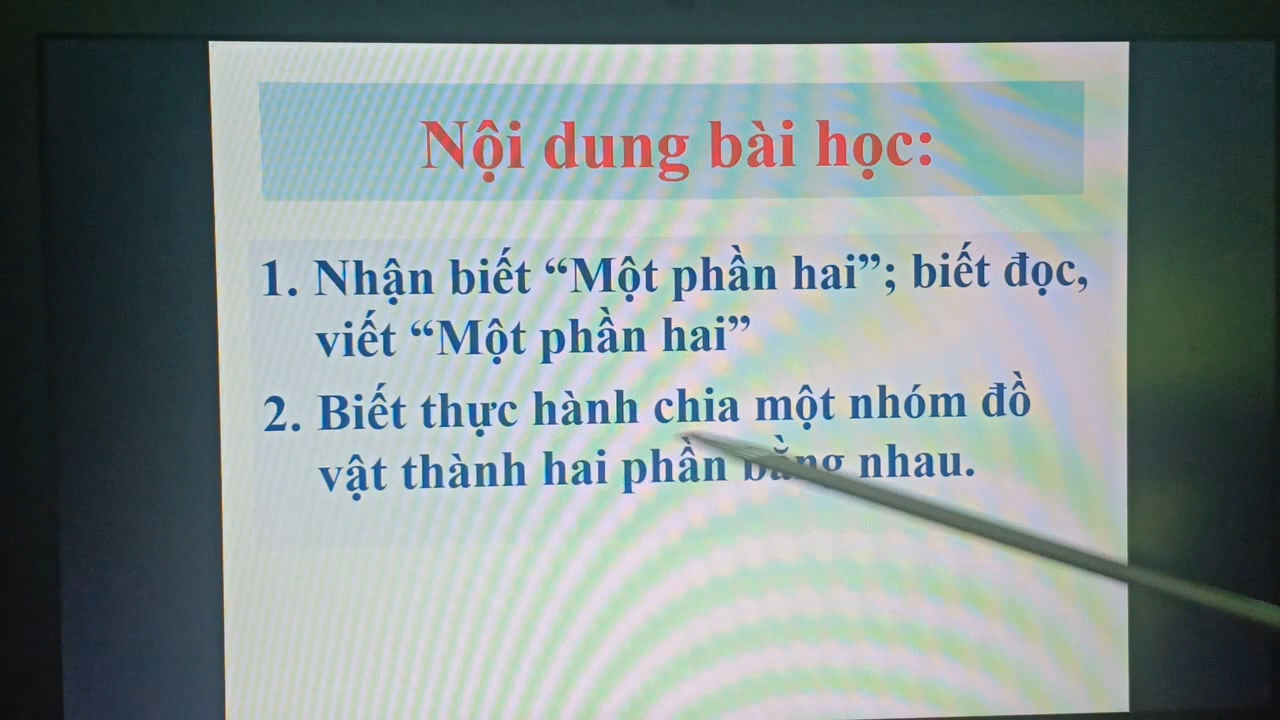 Nội dung bài học:
1. Nhận biết “Một phần hai”; biết đọc,
viết “Một phần hai”
2. Biết thực hành chia một nhóm đồ
vật thành hai phần bằng nhau.